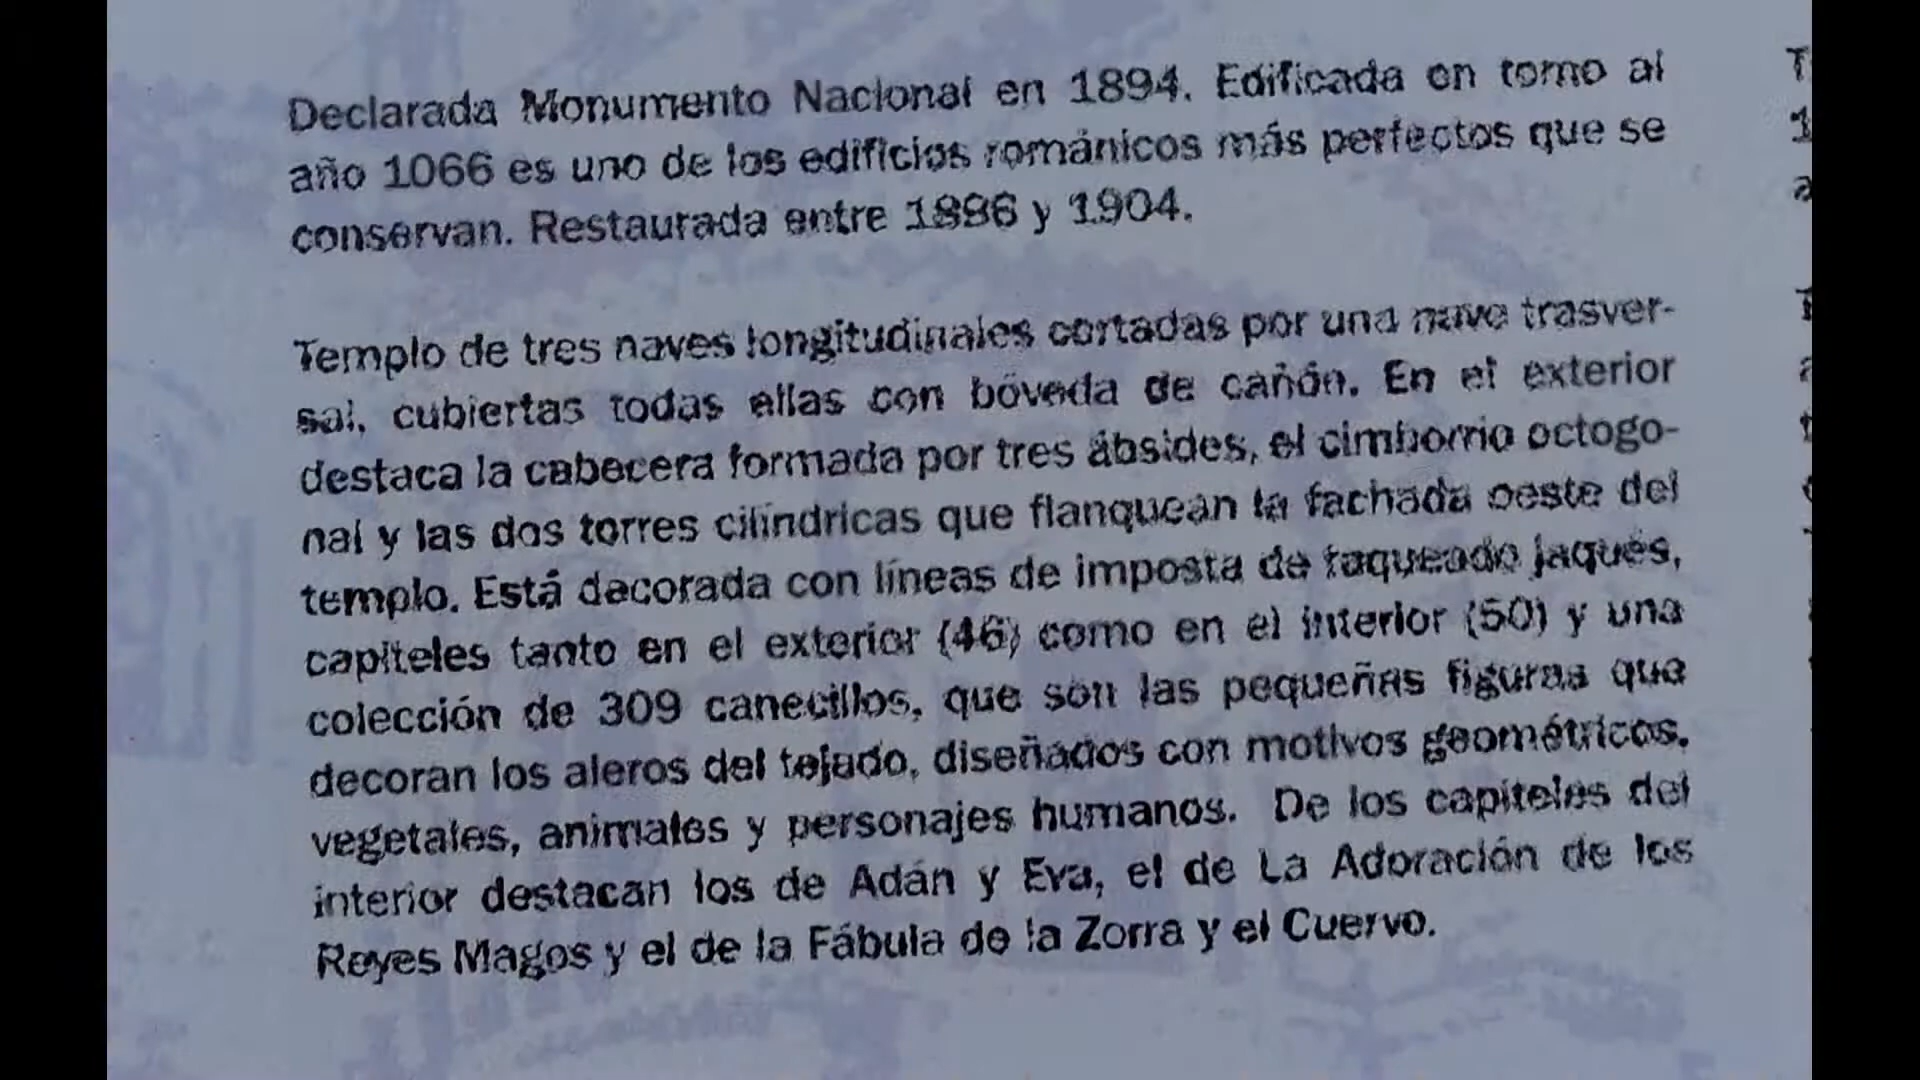 Declarada Monumento Nacional en 1894. Edificada en torno al
año 1066 es uno de los edificios románicos más perfectos que se
conservan. Restaurada entre 1896 y 1904.
Templo de tres naves longitudinales cortadas por una nave trasver-
sal, cubiertas todas ellas con bóveda de cañón. En el exterior
destaca la cabecera formada por tres ábsides, el cimborrio octogo-
nal y las dos torres cilíndricas que flanquean la fachada oeste del
templo. Está decorada con líneas de imposta de taqueado jaqués,
capiteles tanto en el exterior (46) como en el interior (50) y una
colección de 309 canecillos, que son las pequeñas figuras que
decoran los aleros del tejado, diseñados con motivos geométricos,
vegetales, animales y personajes humanos. De los capiteles del
interior destacan los de Adán y Eva, el de La Adoración de los
Reyes Magos y el de la Fábula de la Zorra y el Cuervo.